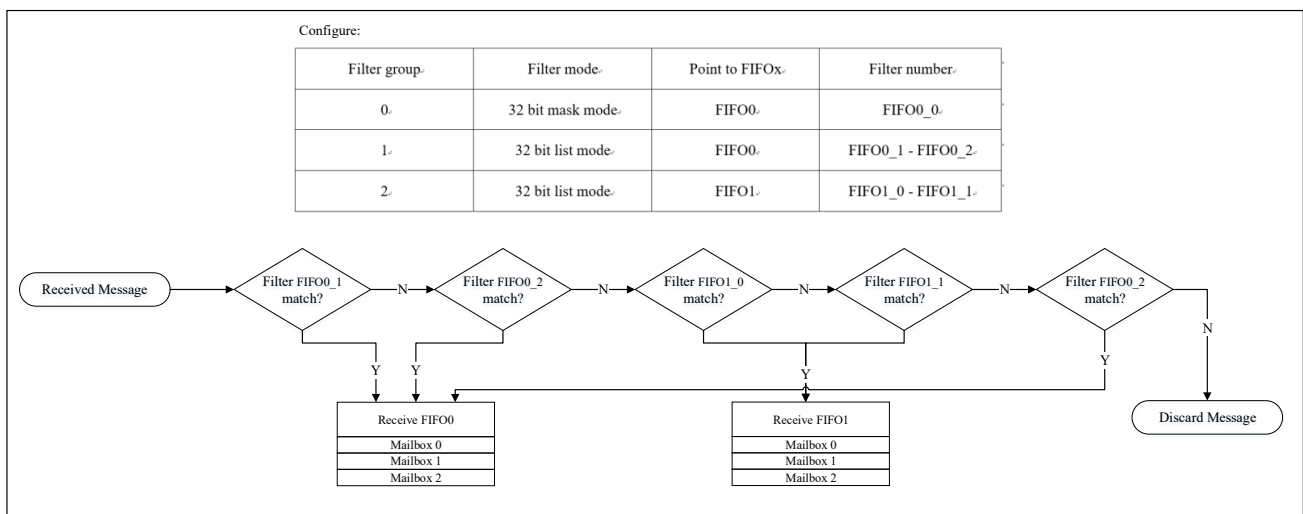 Configure:
Filter group Filter mode Point to FIFOx Filter number
0 32 bit mask mode FIFO0 FIFO0_0
1 32 bit list mode FIFO0 FIFO0_1 - FIFO0_2
2 32 bit list mode FIFO1 FIFO1_0 - FIFO1_1
Received Message
Filter FIFO0_1
match?
N
Filter FIFO0_2
match?
N
Filter FIFO1_0
match?
N
Filter FIFO1_1
match?
N
Filter FIFO0_2
match?
N
Y
Y
Y
Y
Receive FIFO0
Mailbox 0
Mailbox 1
Mailbox 2
Receive FIFO1
Mailbox 0
Mailbox 1
Mailbox 2
Discard Message